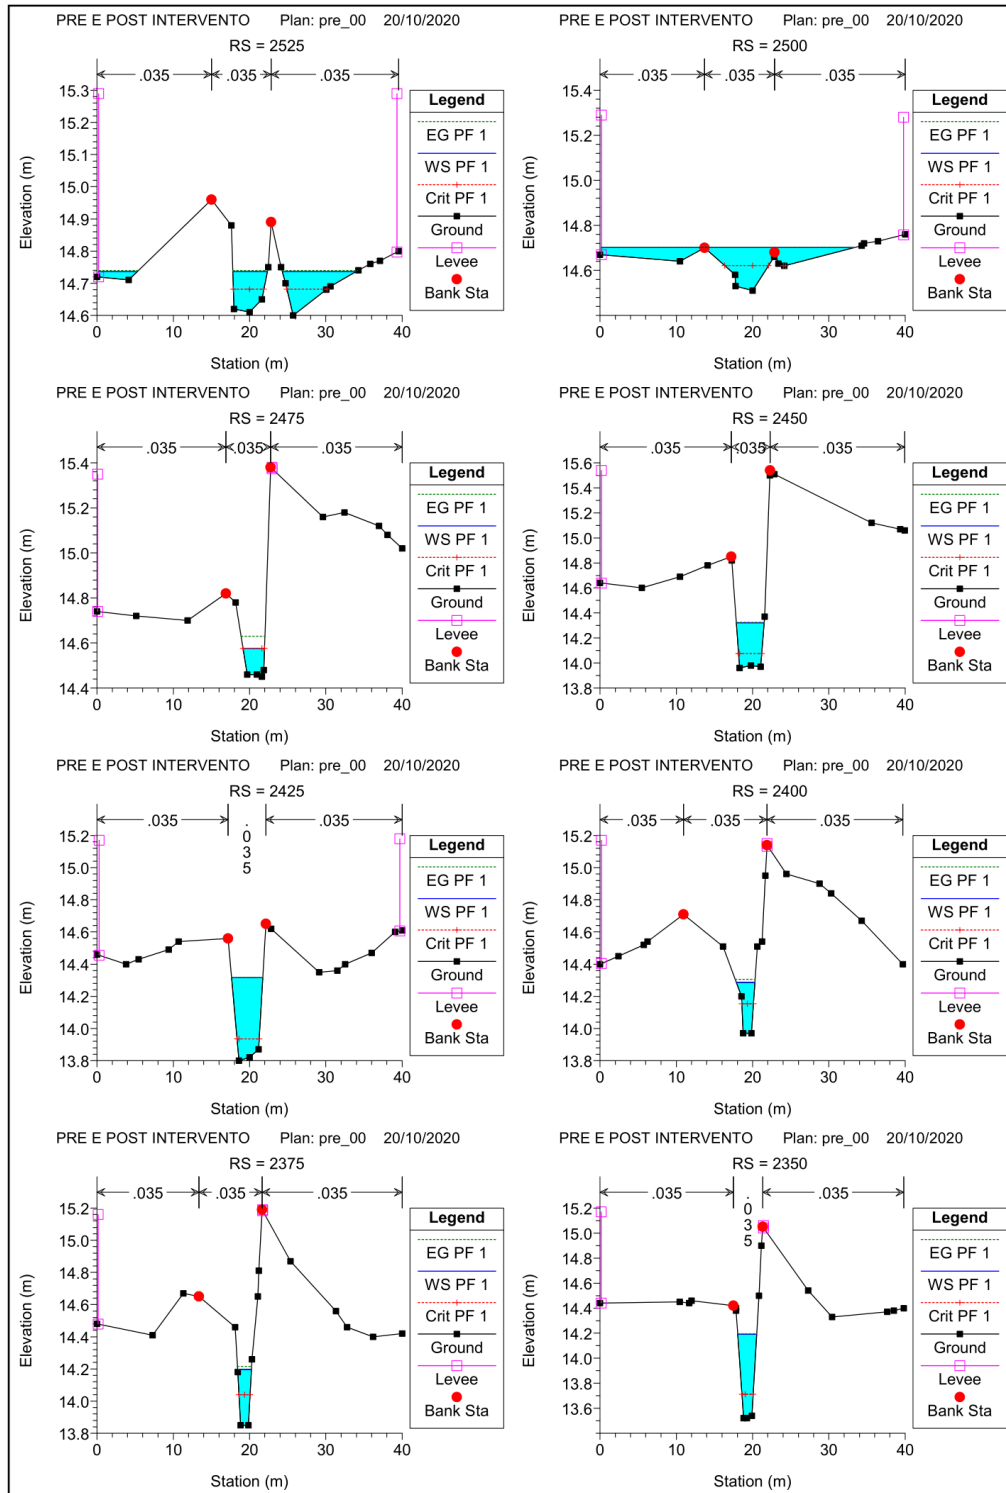 PRE E POST INTERVENTO Plan: pre_00 20/10/2020
RS = 2525
.035 .035 .035
15.3
15.2
15.1
15.0
14.9
14.8
14.7
14.6
Elevation (m)
0 10 20 30 40
Station (m)
Legend
EG PF 1
WS PF 1
Crit PF 1
Ground
Levee
Bank Sta
PRE E POST INTERVENTO Plan: pre_00 20/10/2020
RS = 2500
.035 .035 .035
15.4
15.2
15.0
14.8
14.6
Elevation (m)
0 10 20 30 40
Station (m)
Legend
EG PF 1
WS PF 1
Crit PF 1
Ground
Levee
Bank Sta
PRE E POST INTERVENTO Plan: pre_00 20/10/2020
RS = 2475
.035 .035 .035
15.4
15.2
15.0
14.8
14.6
14.4
Elevation (m)
0 10 20 30 40
Station (m)
Legend
EG PF 1
WS PF 1
Crit PF 1
Ground
Levee
Bank Sta
PRE E POST INTERVENTO Plan: pre_00 20/10/2020
RS = 2450
.035 .035 .035
15.6
15.4
15.2
15.0
14.8
14.6
14.4
14.2
14.0
13.8
Elevation (m)
0 10 20 30 40
Station (m)
Legend
EG PF 1
WS PF 1
Crit PF 1
Ground
Levee
Bank Sta
PRE E POST INTERVENTO Plan: pre_00 20/10/2020
RS = 2425
.035 .035 .035
15.2
15.0
14.8
14.6
14.4
14.2
14.0
13.8
Elevation (m)
0 10 20 30 40
Station (m)
Legend
EG PF 1
WS PF 1
Crit PF 1
Ground
Levee
Bank Sta
PRE E POST INTERVENTO Plan: pre_00 20/10/2020
RS = 2400
.035 .035 .035
15.2
15.0
14.8
14.6
14.4
14.2
14.0
13.8
Elevation (m)
0 10 20 30 40
Station (m)
Legend
EG PF 1
WS PF 1
Crit PF 1
Ground
Levee
Bank Sta
PRE E POST INTERVENTO Plan: pre_00 20/10/2020
RS = 2375
.035 .035 .035
15.2
15.0
14.8
14.6
14.4
14.2
14.0
13.8
Elevation (m)
0 10 20 30 40
Station (m)
Legend
EG PF 1
WS PF 1
Crit PF 1
Ground
Levee
Bank Sta
PRE E POST INTERVENTO Plan: pre_00 20/10/2020
RS = 2350
.035 .035 .035
15.2
15.0
14.8
14.6
14.4
14.2
14.0
13.8
13.6
Elevation (m)
0 10 20 30 40
Station (m)
Legend
EG PF 1
WS PF 1
Crit PF 1
Ground
Levee
Bank Sta